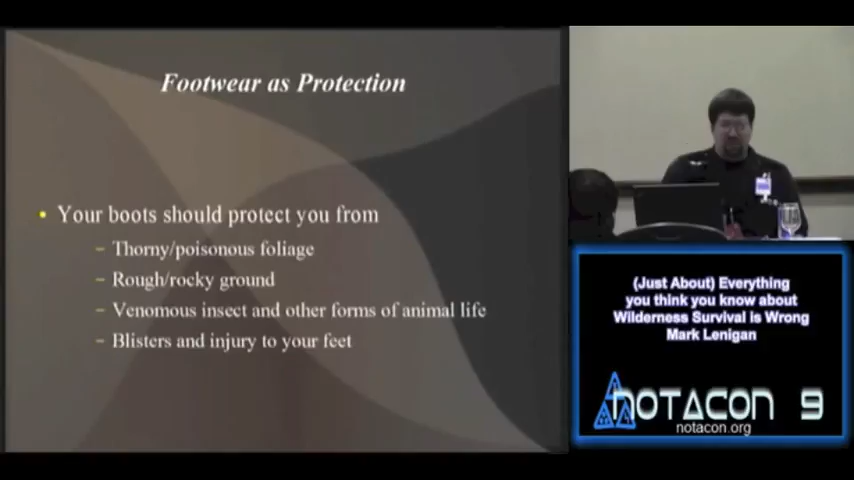 Footwear as Protection
• Your boots should protect you from
– Thorny/poisonous foliage
– Rough/rocky ground
– Venomous insect and other forms of animal life
– Blisters and injury to your feet
(Just About) Everything
you think you know about
Wilderness Survival is Wrong
Mark Lenigan
NOTACON 9
notacon.org